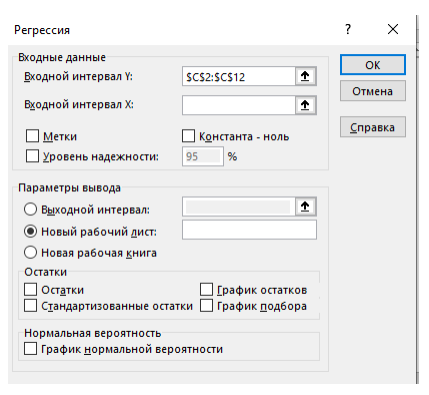 Регрессия ? ×
Входные данные
Входной интервал Y: $C$2:$C$12
ОК
Входной интервал X:
Отмена
Метки Константа - ноль
Справка
Уровень надежности: 95 %
Параметры вывода
Выходной интервал:
Новый рабочий лист:
Новая рабочая книга
Остатки
Остатки График остатков
Стандартизованные остатки График подбора
Нормальная вероятность
График нормальной вероятности